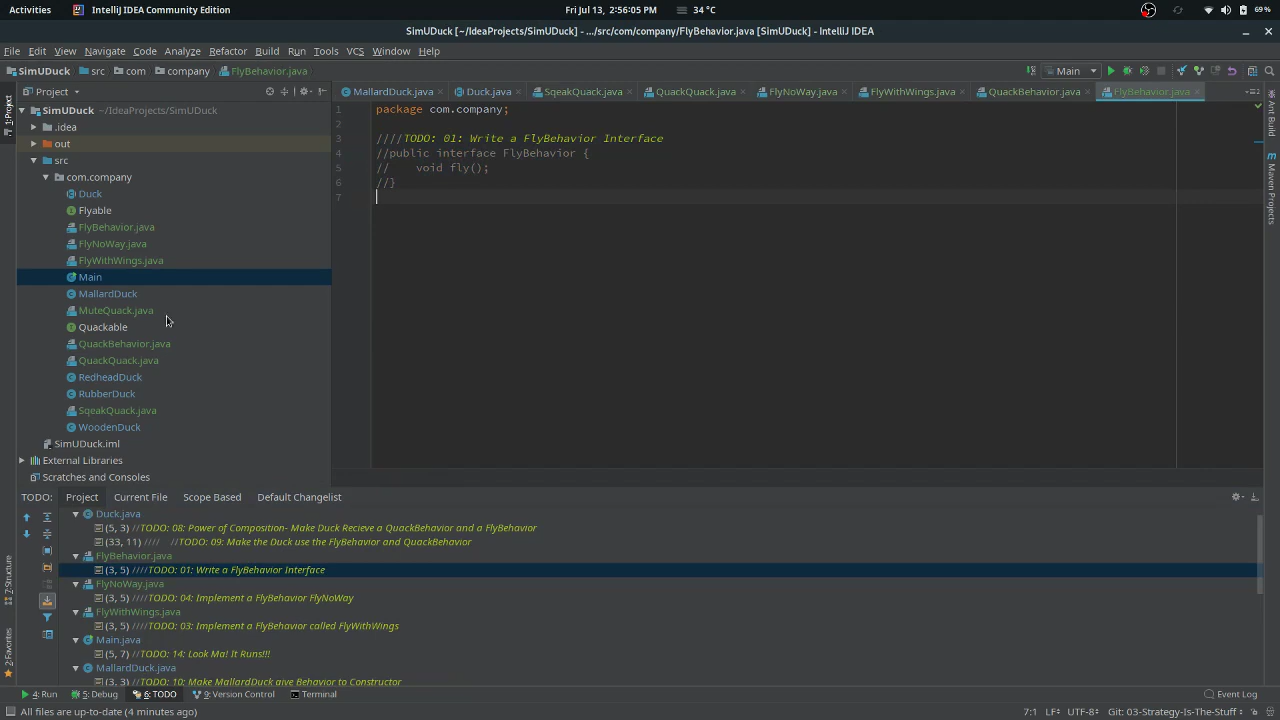 Activities IntelliJ IDEA Community Edition Fri Jul 13, 2:56:05 PM 34 °C 69 %
SimUDuck [~/IdeaProjects/SimUDuck] - .../src/com/company/FlyBehavior.java [SimUDuck] - IntelliJ IDEA
File Edit View Navigate Code Analyze Refactor Build Run Tools VCS Window Help
SimUDuck src com company FlyBehavior.java Main
1:Project Project MallardDuck.java Duck.java SqeakQuack.java QuackQuack.java FlyNoWay.java FlyWithWings.java QuackBehavior.java FlyBehavior.java
SimUDuck ~/IdeaProjects/SimUDuck
.idea
out
src
com.company
Duck
Flyable
FlyBehavior.java
FlyNoWay.java
FlyWithWings.java
Main
MallardDuck
MuteQuack.java
Quackable
QuackBehavior.java
QuackQuack.java
RedheadDuck
RubberDuck
SqeakQuack.java
WoodenDuck
SimUDuck.iml
External Libraries
Scratches and Consoles
1 package com.company;
2
3 ////TODO: 01: Write a FlyBehavior Interface
4 //public interface FlyBehavior {
5 //    void fly();
6 //}
7
Ant Build
Maven Projects
TODO: Project Current File Scope Based Default Changelist
Duck.java
(5, 3) //TODO: 08: Power of Composition- Make Duck Recieve a QuackBehavior and a FlyBehavior
(33, 11) ////    //TODO: 09: Make the Duck use the FlyBehavior and QuackBehavior
FlyBehavior.java
(3, 5) ////TODO: 01: Write a FlyBehavior Interface
FlyNoWay.java
(3, 5) ////TODO: 04: Implement a FlyBehavior FlyNoWay
FlyWithWings.java
(3, 5) ////TODO: 03: Implement a FlyBehavior called FlyWithWings
Main.java
(5, 7) //TODO: 14: Look Ma! It Runs!!!
MallardDuck.java
(3, 3) //TODO: 10: Make MallardDuck give Behavior to Constructor
7:Structure
2:Favorites
4: Run 5: Debug 6: TODO 9: Version Control Terminal Event Log
All files are up-to-date (4 minutes ago) 7:1 LF÷ UTF-8÷ Git: 03-Strategy-Is-The-Stuff÷